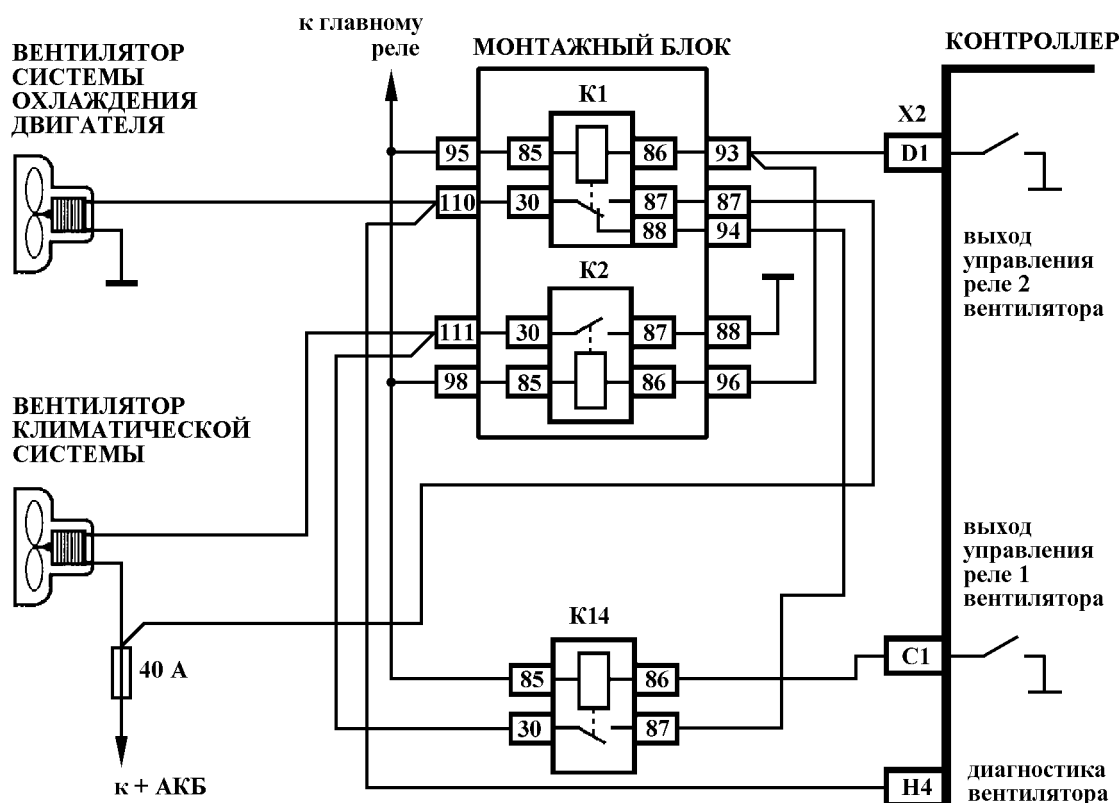 к главному
реле
ВЕНТИЛЯТОР
СИСТЕМЫ
ОХЛАЖДЕНИЯ
ДВИГАТЕЛЯ
МОНТАЖНЫЙ БЛОК
КОНТРОЛЛЕР
К1
X2
95
85
86
93
D1
110
30
87
87
88
94
выход
управления
реле 2
вентилятора
К2
111
30
87
88
98
85
86
96
ВЕНТИЛЯТОР
КЛИМАТИЧЕСКОЙ
СИСТЕМЫ
выход
управления
реле 1
вентилятора
К14
40 А
85
86
C1
30
87
к + АКБ
H4
диагностика
вентилятора